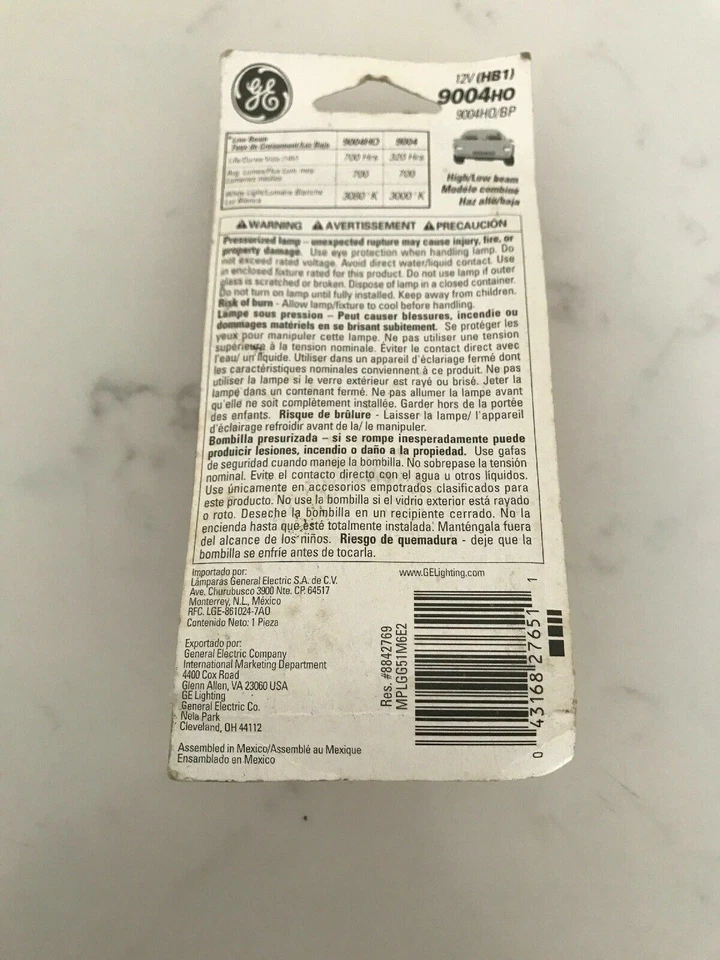 GE
12V (HB1)
9004HO
9004HO/BP
9004HO 9004
700 Hrs 320 Hrs
700 700
3080 °K 3000 °K
High/Low beam
Modèle combiné
Haz alto/bajo
WARNING AVERTISSEMENT PRECAUCIÓN
Pressurized lamp – unexpected rupture may cause injury, fire, or
property damage. Use eye protection when handling lamp. Do
not exceed rated voltage. Avoid direct water/liquid contact. Use
in enclosed fixture rated for this product. Do not use lamp if outer
glass is scratched or broken. Dispose of lamp in a closed container.
Do not turn on lamp until fully installed. Keep away from children.
Risk of burn - Allow lamp/fixture to cool before handling.
Lampe sous pression – Peut causer blessures, incendie ou
dommages matériels en se brisant subitement. Se protéger les
yeux pour manipuler cette lampe. Ne pas utiliser une tension
supérieure à la tension nominale. Éviter le contact direct avec
l'eau/ un liquide. Utiliser dans un appareil d'éclairage fermé dont
les caractéristiques nominales conviennent à ce produit. Ne pas
utiliser la lampe si le verre extérieur est rayé ou brisé. Jeter la
lampe dans un contenant fermé. Ne pas allumer la lampe avant
qu'elle ne soit complètement installée. Garder hors de la portée
des enfants. Risque de brûlure - Laisser la lampe/ l'appareil
d'éclairage refroidir avant de la/ le manipuler.
Bombilla presurizada – si se rompe inesperadamente puede
producir lesiones, incendio o daño a la propiedad. Use gafas
de seguridad cuando maneje la bombilla. No sobrepase la tensión
nominal. Evite el contacto directo con el agua u otros líquidos.
Use únicamente en accesorios empotrados clasificados para
este producto. No use la bombilla si el vidrio exterior está rayado
o roto. Deseche la bombilla en un recipiente cerrado. No la
encienda hasta que esté totalmente instalada. Manténgala fuera
del alcance de los niños. Riesgo de quemadura - deje que la
bombilla se enfríe antes de tocarla.
Importado por:
Lámparas General Electric S.A. de C.V.
Ave. Churubusco 3900 Nte. CP. 64517
Monterrey, N.L, México
RFC. LGE-861024-7A0
Contenido Neto: 1 Pieza
www.GELighting.com
Exportado por:
General Electric Company
International Marketing Department
4400 Cox Road
Glenn Allen, VA 23060 USA
GE Lighting
General Electric Co.
Nela Park
Cleveland, OH 44112
Assembled in Mexico/Assemblé au Mexique
Ensamblado en Mexico
Res. #8842769
MPLGG51M6E2
0 43168 27651 1